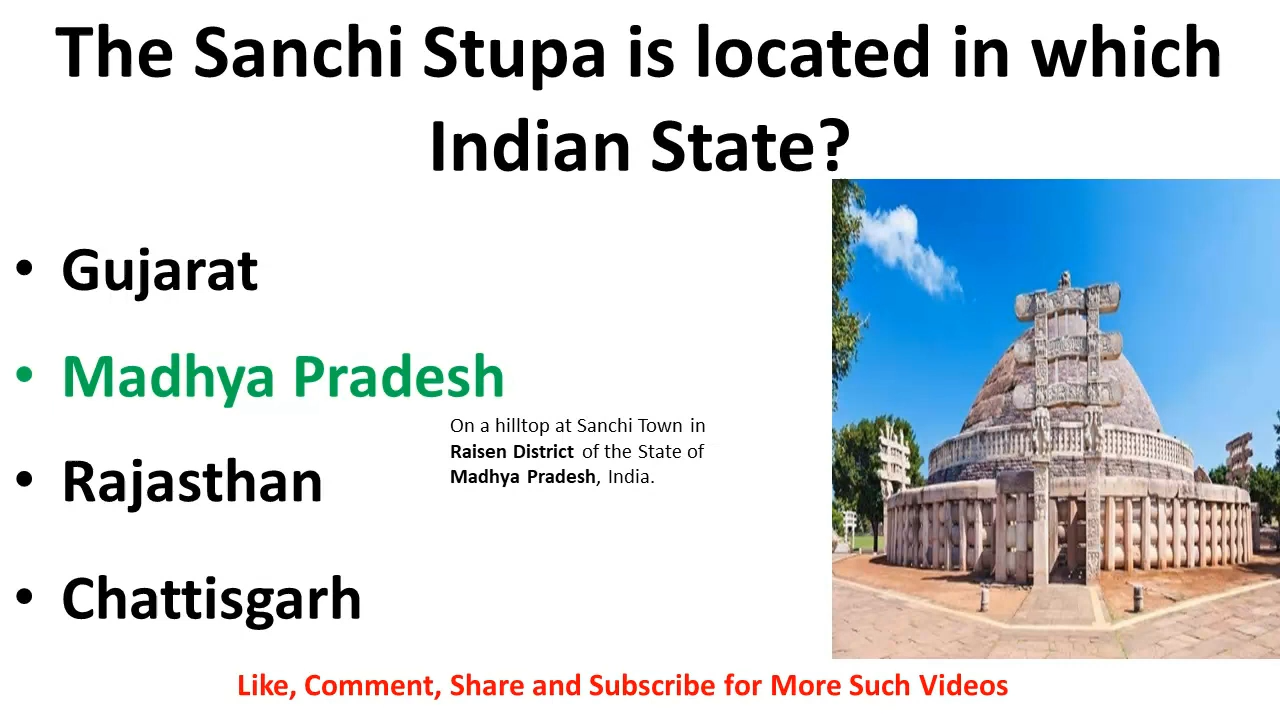 The Sanchi Stupa is located in which
Indian State?
• Gujarat
• Madhya Pradesh
On a hilltop at Sanchi Town in
Raisen District of the State of
Madhya Pradesh, India.
• Rajasthan
• Chattisgarh
Like, Comment, Share and Subscribe for More Such Videos